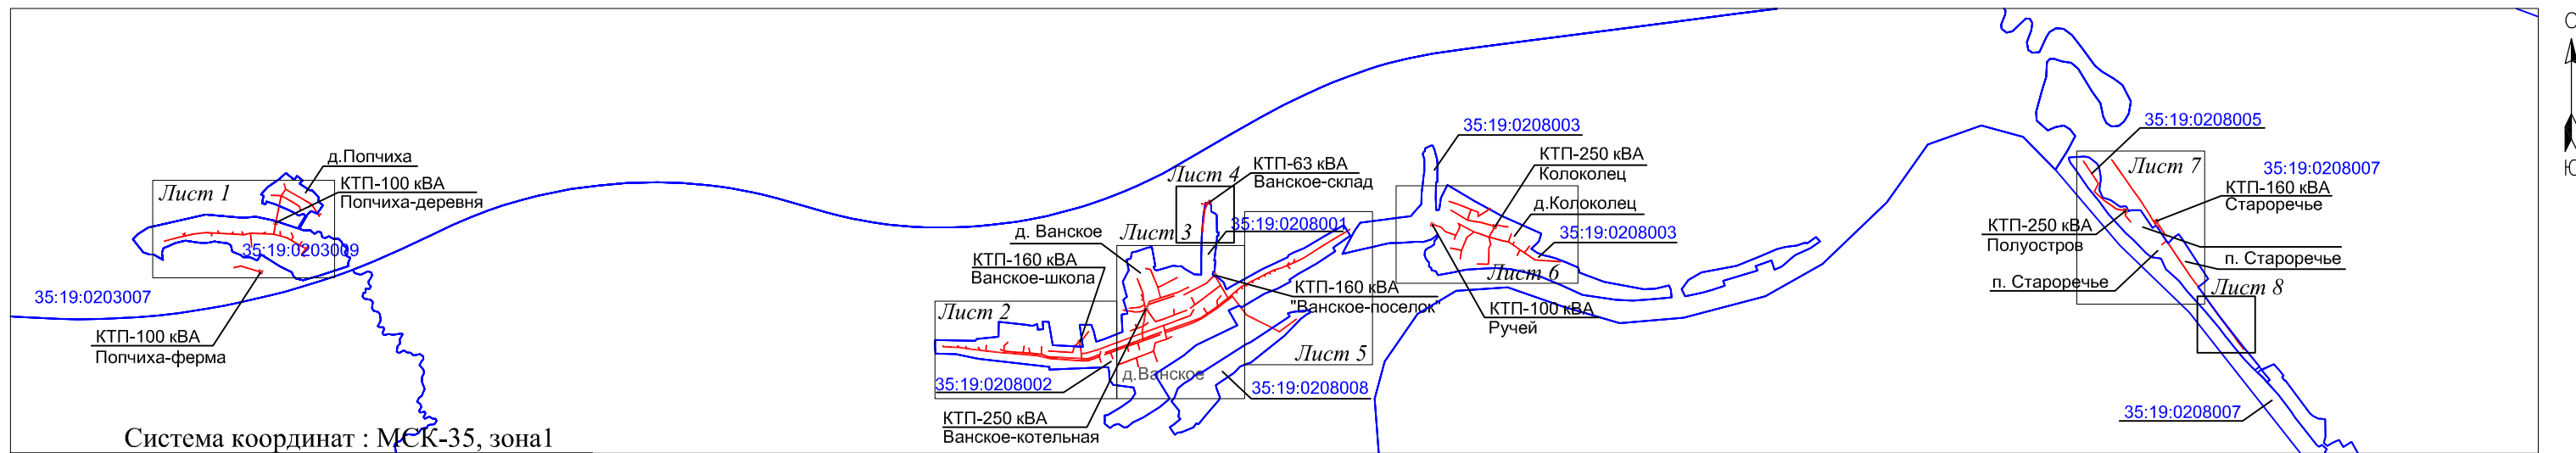 С
Ю
Лист 1
д.Попчиха
КТП-100 кВА
Попчиха-деревня
35:19:0203009
35:19:0203007
КТП-100 кВА
Попчиха-ферма
Система координат : МСК-35, зона1
Лист 2
КТП-160 кВА
Ванское-школа
д. Ванское
Лист 3
Лист 4
КТП-63 кВА
Ванское-склад
35:19:0208001
КТП-160 кВА
"Ванское-поселок"
Лист 5
д.Ванское
35:19:0208002
35:19:0208008
КТП-250 кВА
Ванское-котельная
35:19:0208003
КТП-250 кВА
Колоколец
д.Колоколец
35:19:0208003
Лист 6
КТП-100 кВА
Ручей
35:19:0208005
Лист 7
35:19:0208007
КТП-160 кВА
Староречье
КТП-250 кВА
Полуостров
п. Староречье
п. Староречье
Лист 8
35:19:0208007